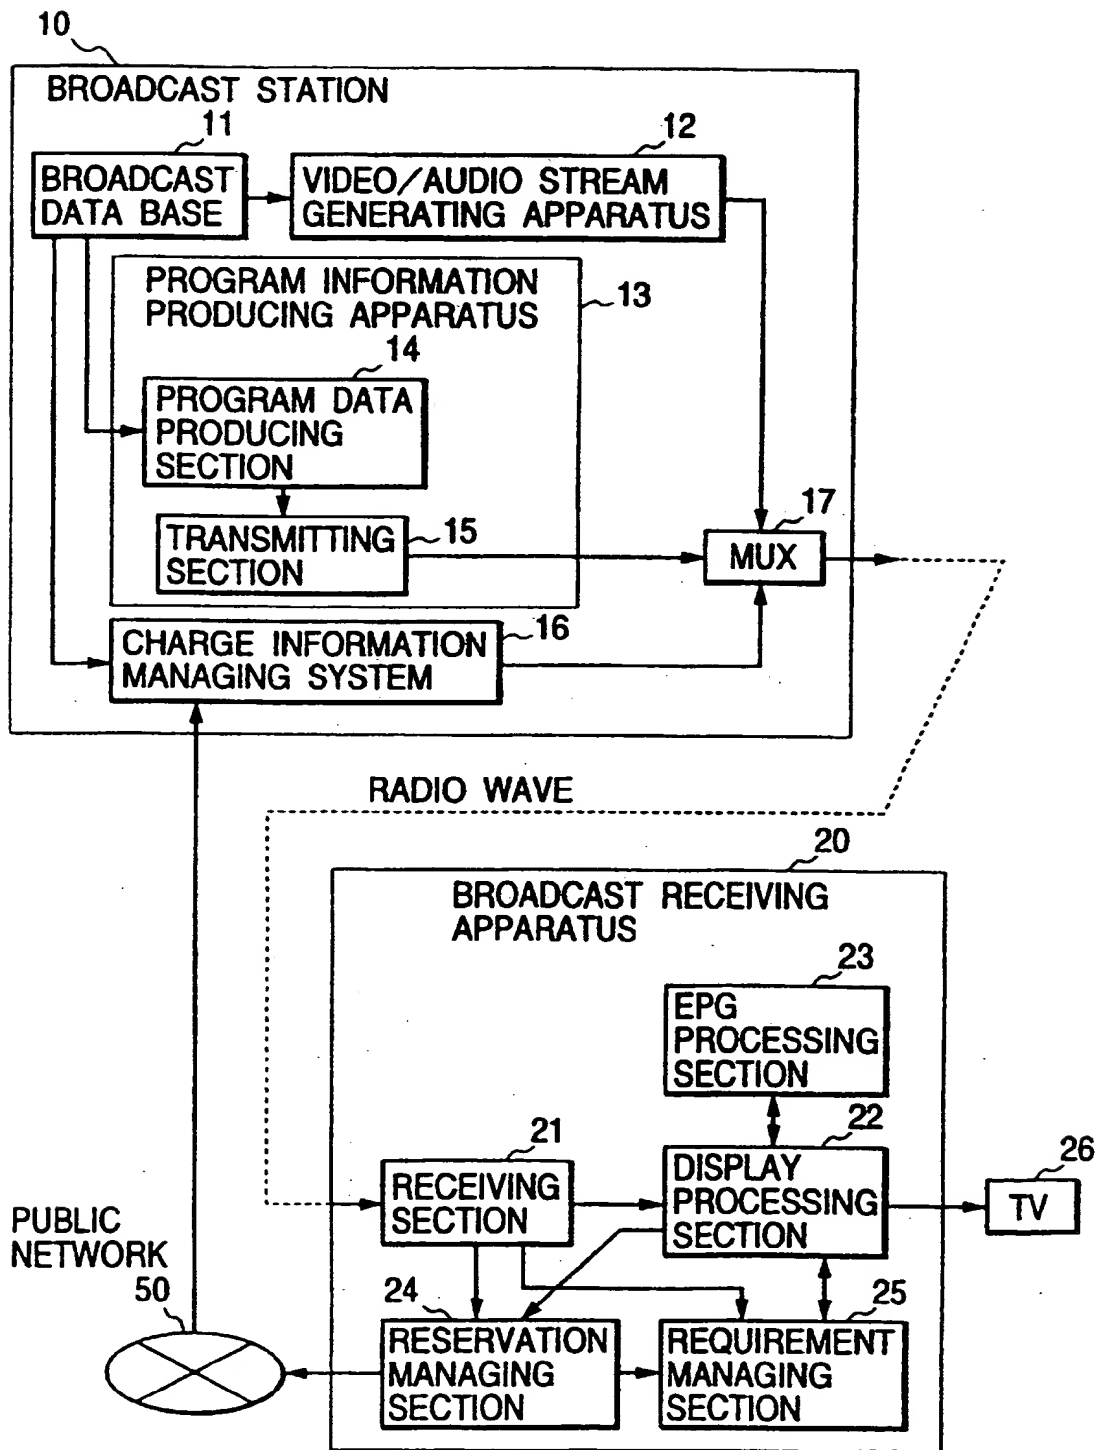 10
BROADCAST STATION
11
12
BROADCAST
DATA BASE
VIDEO/AUDIO STREAM
GENERATING APPARATUS
PROGRAM INFORMATION
PRODUCING APPARATUS
13
14
PROGRAM DATA
PRODUCING
SECTION
TRANSMITTING
SECTION
15
17
MUX
16
CHARGE INFORMATION
MANAGING SYSTEM
RADIO WAVE
20
BROADCAST RECEIVING
APPARATUS
23
EPG
PROCESSING
SECTION
21
22
RECEIVING
SECTION
DISPLAY
PROCESSING
SECTION
26
TV
PUBLIC
NETWORK
50
24
25
RESERVATION
MANAGING
SECTION
REQUIREMENT
MANAGING
SECTION